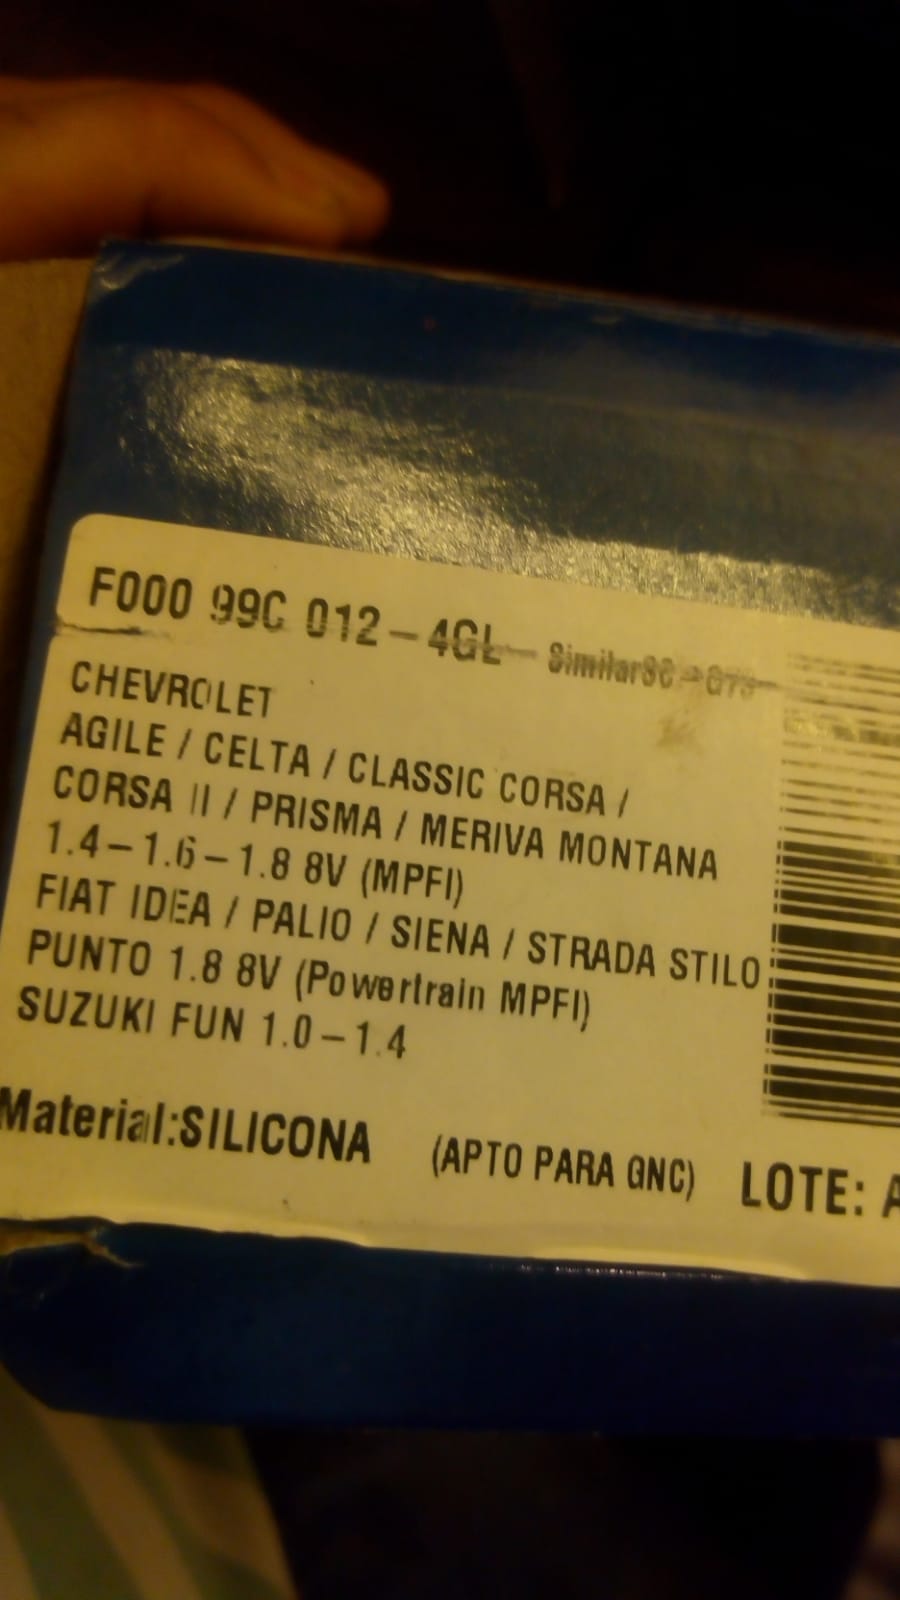 F000 99C 012-4GL - Similar
CHEVROLET
AGILE / CELTA / CLASSIC CORSA /
CORSA II / PRISMA / MERIVA MONTANA
1.4-1.6-1.8 8V (MPFI)
FIAT IDEA / PALIO / SIENA / STRADA STILO
PUNTO 1.8 8V (Powertrain MPFI)
SUZUKI FUN 1.0-1.4
Material:SILICONA (APTO PARA GNC) LOTE: A